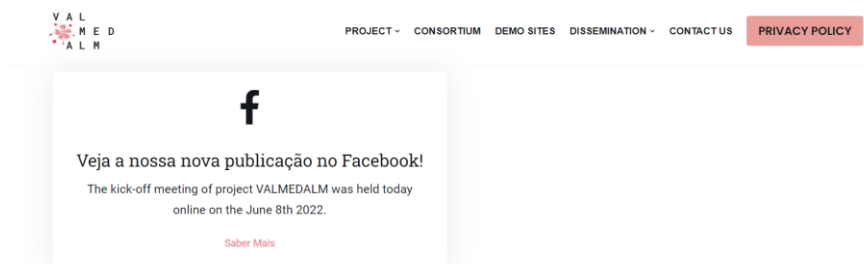 VAL
MED
ALM
PROJECT CONSORTIUM DEMO SITES DISSEMINATION CONTACT US PRIVACY POLICY
Veja a nossa nova publicação no Facebook!
The kick-off meeting of project VALMEDALM was held today
online on the June 8th 2022.
Saber Mais